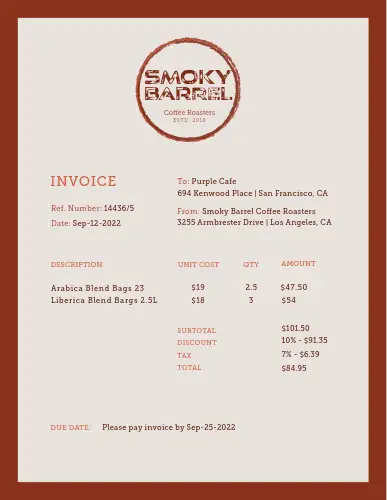 SMOKY
BARREL
Coffee Roasters
ESTD 2018
INVOICE
Ref. Number: 14436/5
Date: Sep-12-2022
To: Purple Cafe
694 Kenwood Place | San Francisco, CA
From: Smoky Barrel Coffee Roasters
3255 Armbrester Drive | Los Angeles, CA
DESCRIPTION UNIT COST QTY AMOUNT
Arabica Blend Bags 23 $19 2.5 $47.50
Liberica Blend Bargs 2.5L $18 3 $54
SUBTOTAL $101.50
DISCOUNT 10% - $91.35
TAX 7% - $6.39
TOTAL $84.95
DUE DATE: Please pay invoice by Sep-25-2022